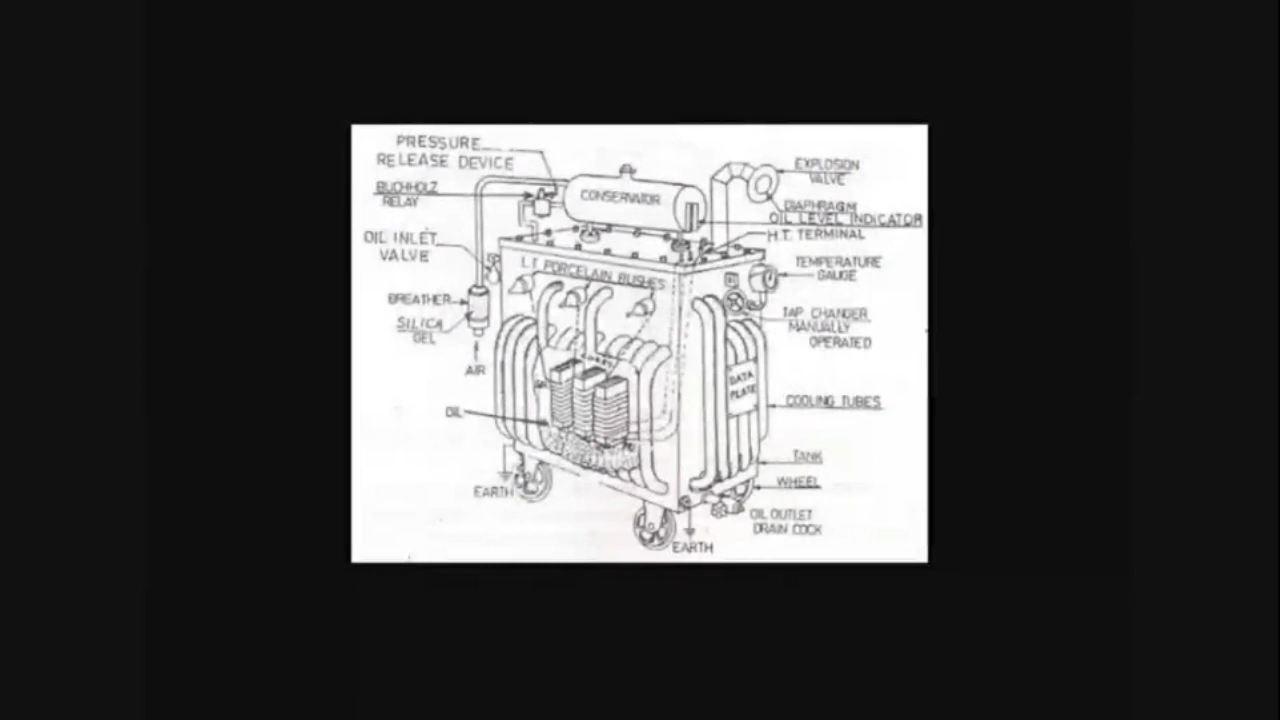 PRESSURE
RELEASE DEVICE
BUCHHOLZ
RELAY
OIL INLET
VALVE
BREATHER
SILICA
GEL
AIR
OIL
EARTH
CONSERVATOR
L.T. PORCELAIN BUSHES
EXPLOSION
VALVE
DIAPHRAGM
OIL LEVEL INDICATOR
H.T. TERMINAL
TEMPERATURE
GAUGE
TAP CHANGER
MANUALLY
OPERATED
DATA
PLATE
COOLING TUBES
TANK
WHEEL
OIL OUTLET
DRAIN COCK
EARTH